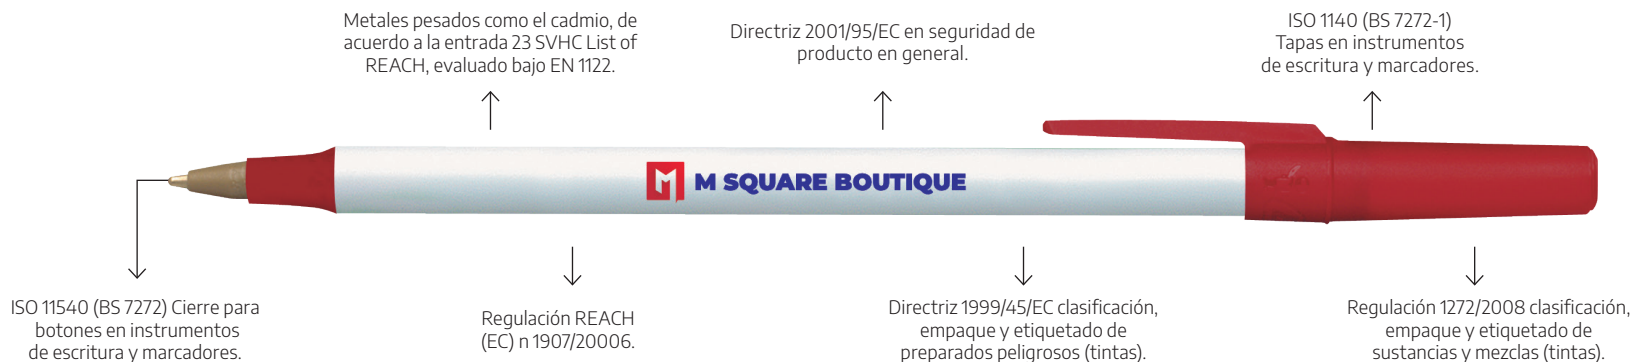 Metales pesados como el cadmio, de
acuerdo a la entrada 23 SVHC List of
REACH, evaluado bajo EN 1122.
Directriz 2001/95/EC en seguridad de
producto en general.
ISO 1140 (BS 7272-1)
Tapas en instrumentos
de escritura y marcadores.
M SQUARE BOUTIQUE
ISO 11540 (BS 7272) Cierre para
botones en instrumentos
de escritura y marcadores.
Regulación REACH
(EC) n 1907/20006.
Directriz 1999/45/EC clasificación,
empaque y etiquetado de
preparados peligrosos (tintas).
Regulación 1272/2008 clasificación,
empaque y etiquetado de
sustancias y mezclas (tintas).